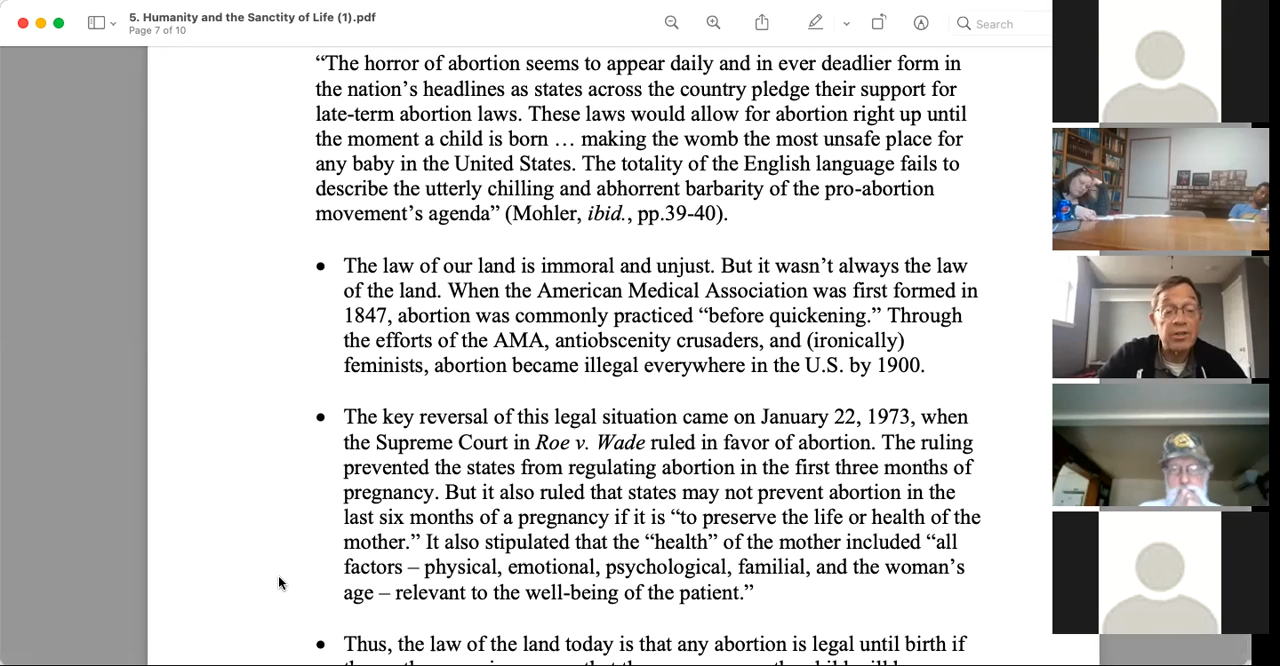 5. Humanity and the Sanctity of Life (1).pdf
Page 7 of 10
Search
“The horror of abortion seems to appear daily and in ever deadlier form in
the nation’s headlines as states across the country pledge their support for
late-term abortion laws. These laws would allow for abortion right up until
the moment a child is born … making the womb the most unsafe place for
any baby in the United States. The totality of the English language fails to
describe the utterly chilling and abhorrent barbarity of the pro-abortion
movement’s agenda” (Mohler, ibid., pp.39-40).
• The law of our land is immoral and unjust. But it wasn’t always the law
of the land. When the American Medical Association was first formed in
1847, abortion was commonly practiced “before quickening.” Through
the efforts of the AMA, antiobscenity crusaders, and (ironically)
feminists, abortion became illegal everywhere in the U.S. by 1900.
• The key reversal of this legal situation came on January 22, 1973, when
the Supreme Court in Roe v. Wade ruled in favor of abortion. The ruling
prevented the states from regulating abortion in the first three months of
pregnancy. But it also ruled that states may not prevent abortion in the
last six months of a pregnancy if it is “to preserve the life or health of the
mother.” It also stipulated that the “health” of the mother included “all
factors – physical, emotional, psychological, familial, and the woman’s
age – relevant to the well-being of the patient.”
• Thus, the law of the land today is that any abortion is legal until birth if